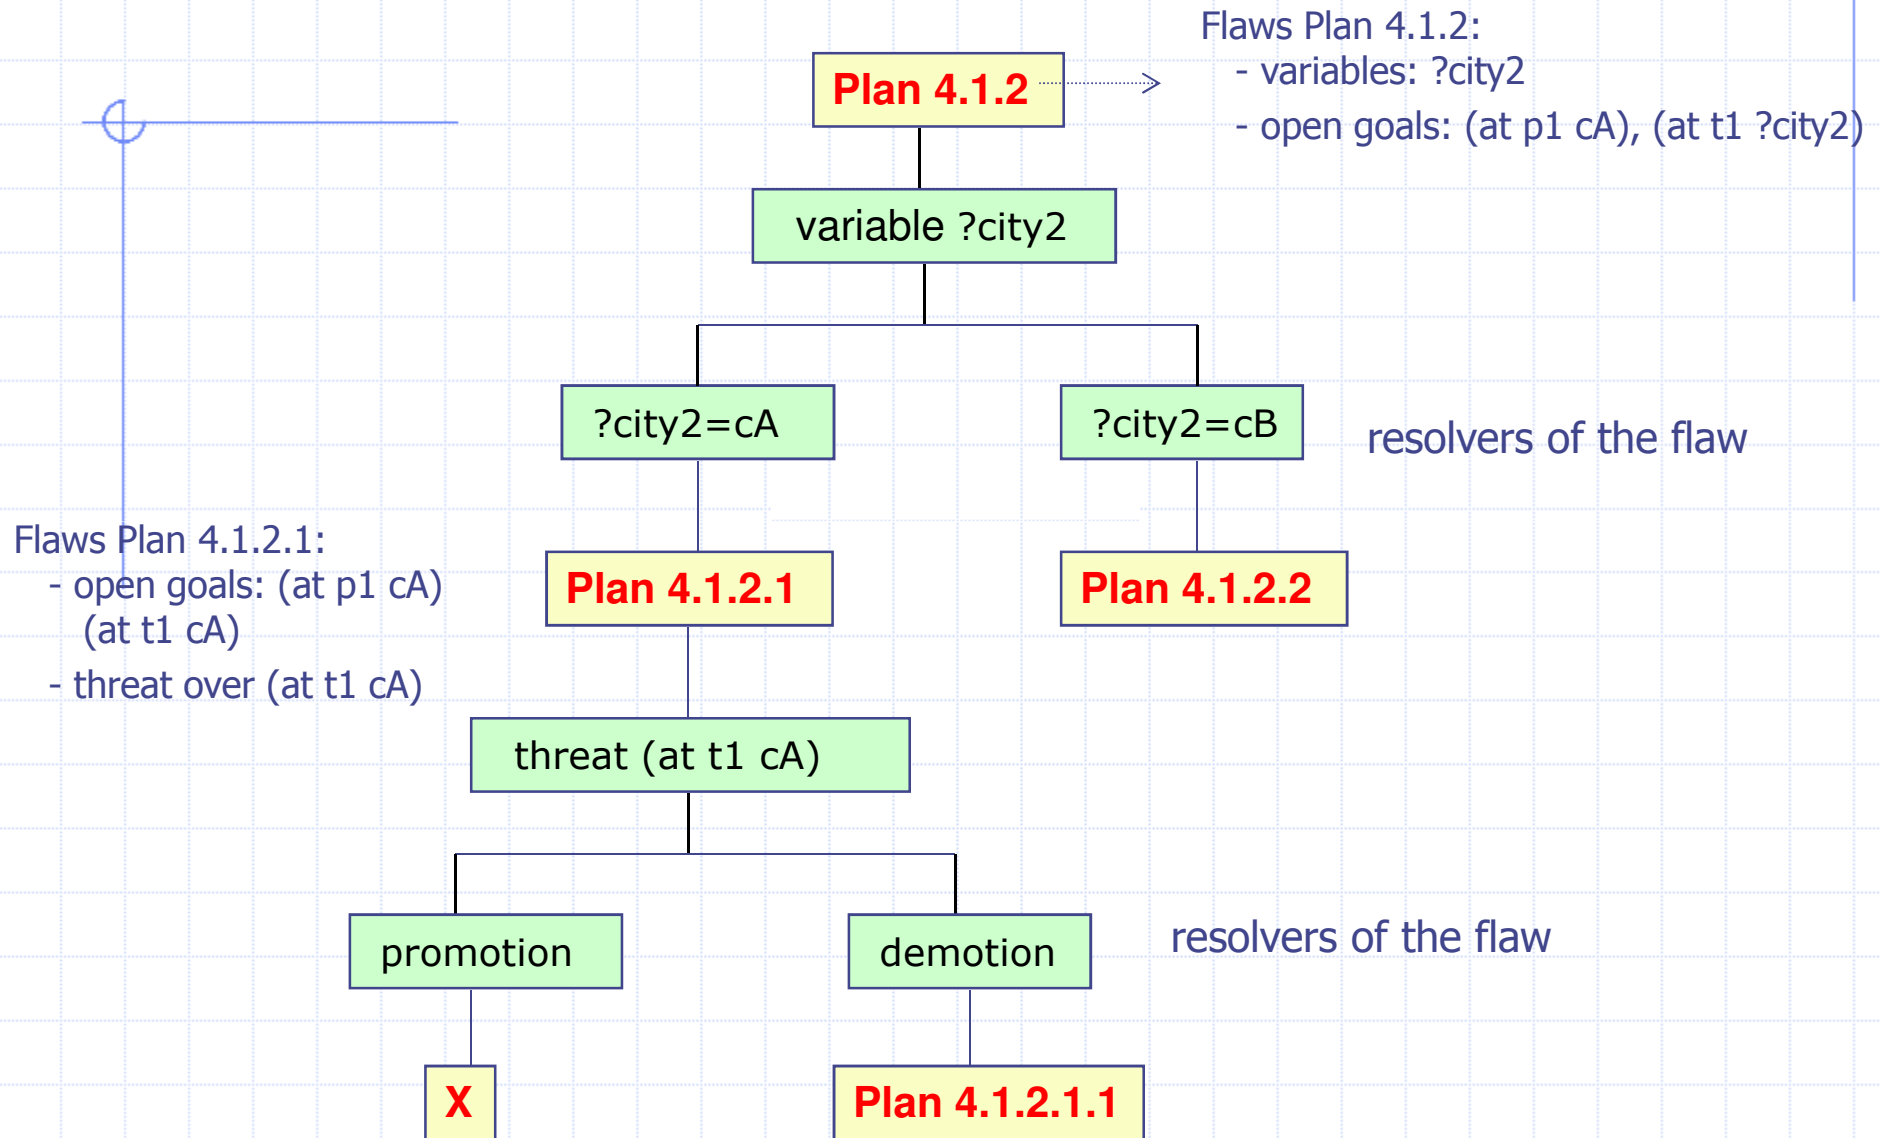 Flaws Plan 4.1.2:
- variables: ?city2
- open goals: (at p1 cA), (at t1 ?city2)
Plan 4.1.2
variable ?city2
?city2=cA
?city2=cB
resolvers of the flaw
Flaws Plan 4.1.2.1:
- open goals: (at p1 cA)
(at t1 cA)
- threat over (at t1 cA)
Plan 4.1.2.1
Plan 4.1.2.2
threat (at t1 cA)
promotion
demotion
resolvers of the flaw
X
Plan 4.1.2.1.1